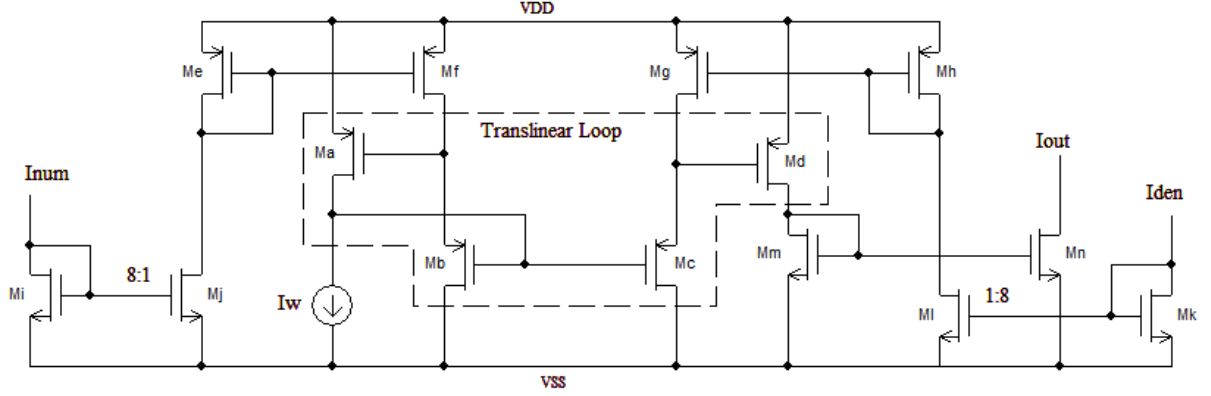 VDD
Me
Mf
Mg
Mh
Translinear Loop
Ma
Md
Iout
Inum
Iden
8:1
Mb
Mc
Mm
Mn
Mi
Mj
Iw
1:8
Ml
Mk
VSS